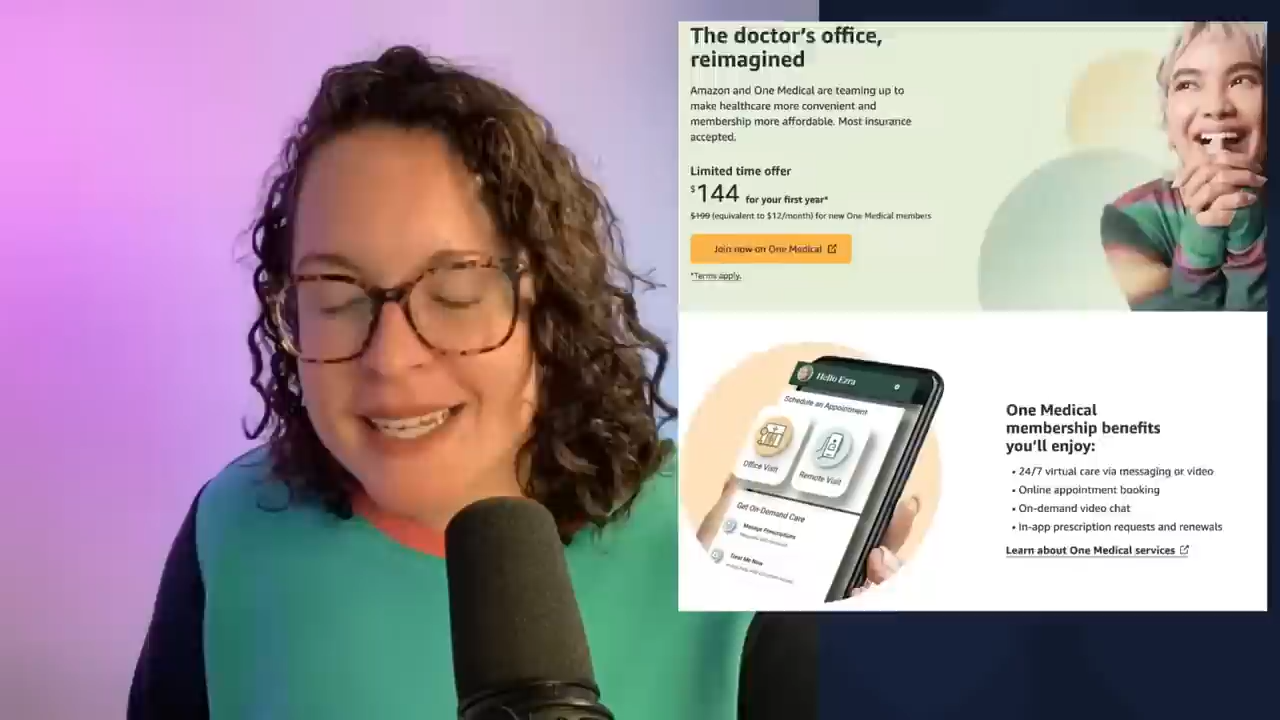 The doctor's office,
reimagined
Amazon and One Medical are teaming up to
make healthcare more convenient and
membership more affordable. Most insurance
accepted.
Limited time offer
$144 for your first year*
$199 (equivalent to $12/month) for new One Medical members
Join now on One Medical
*Terms apply.
Hello Ezra
Schedule an Appointment
Office Visit
Remote Visit
Get On-Demand Care
Manage Prescriptions
Treat Me Now
One Medical
membership benefits
you'll enjoy:
• 24/7 virtual care via messaging or video
• Online appointment booking
• On-demand video chat
• In-app prescription requests and renewals
Learn about One Medical services